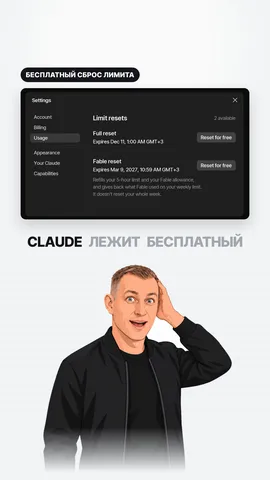 БЕСПЛАТНЫЙ СБРОС ЛИМИТА
Settings
Account
Billing
Usage
Appearance
Your Claude
Capabilities
Limit resets
2 available
Full reset
Expires Dec 11, 1:00 AM GMT+3
Reset for free
Fable reset
Expires Mar 9, 2027, 10:59 AM GMT+3
Reset for free
Refills your 5-hour limit and your Fable allowance,
and gives back what Fable used on your weekly limit.
It doesn't reset your whole week.
CLAUDE ЛЕЖИТ БЕСПЛАТНЫЙ